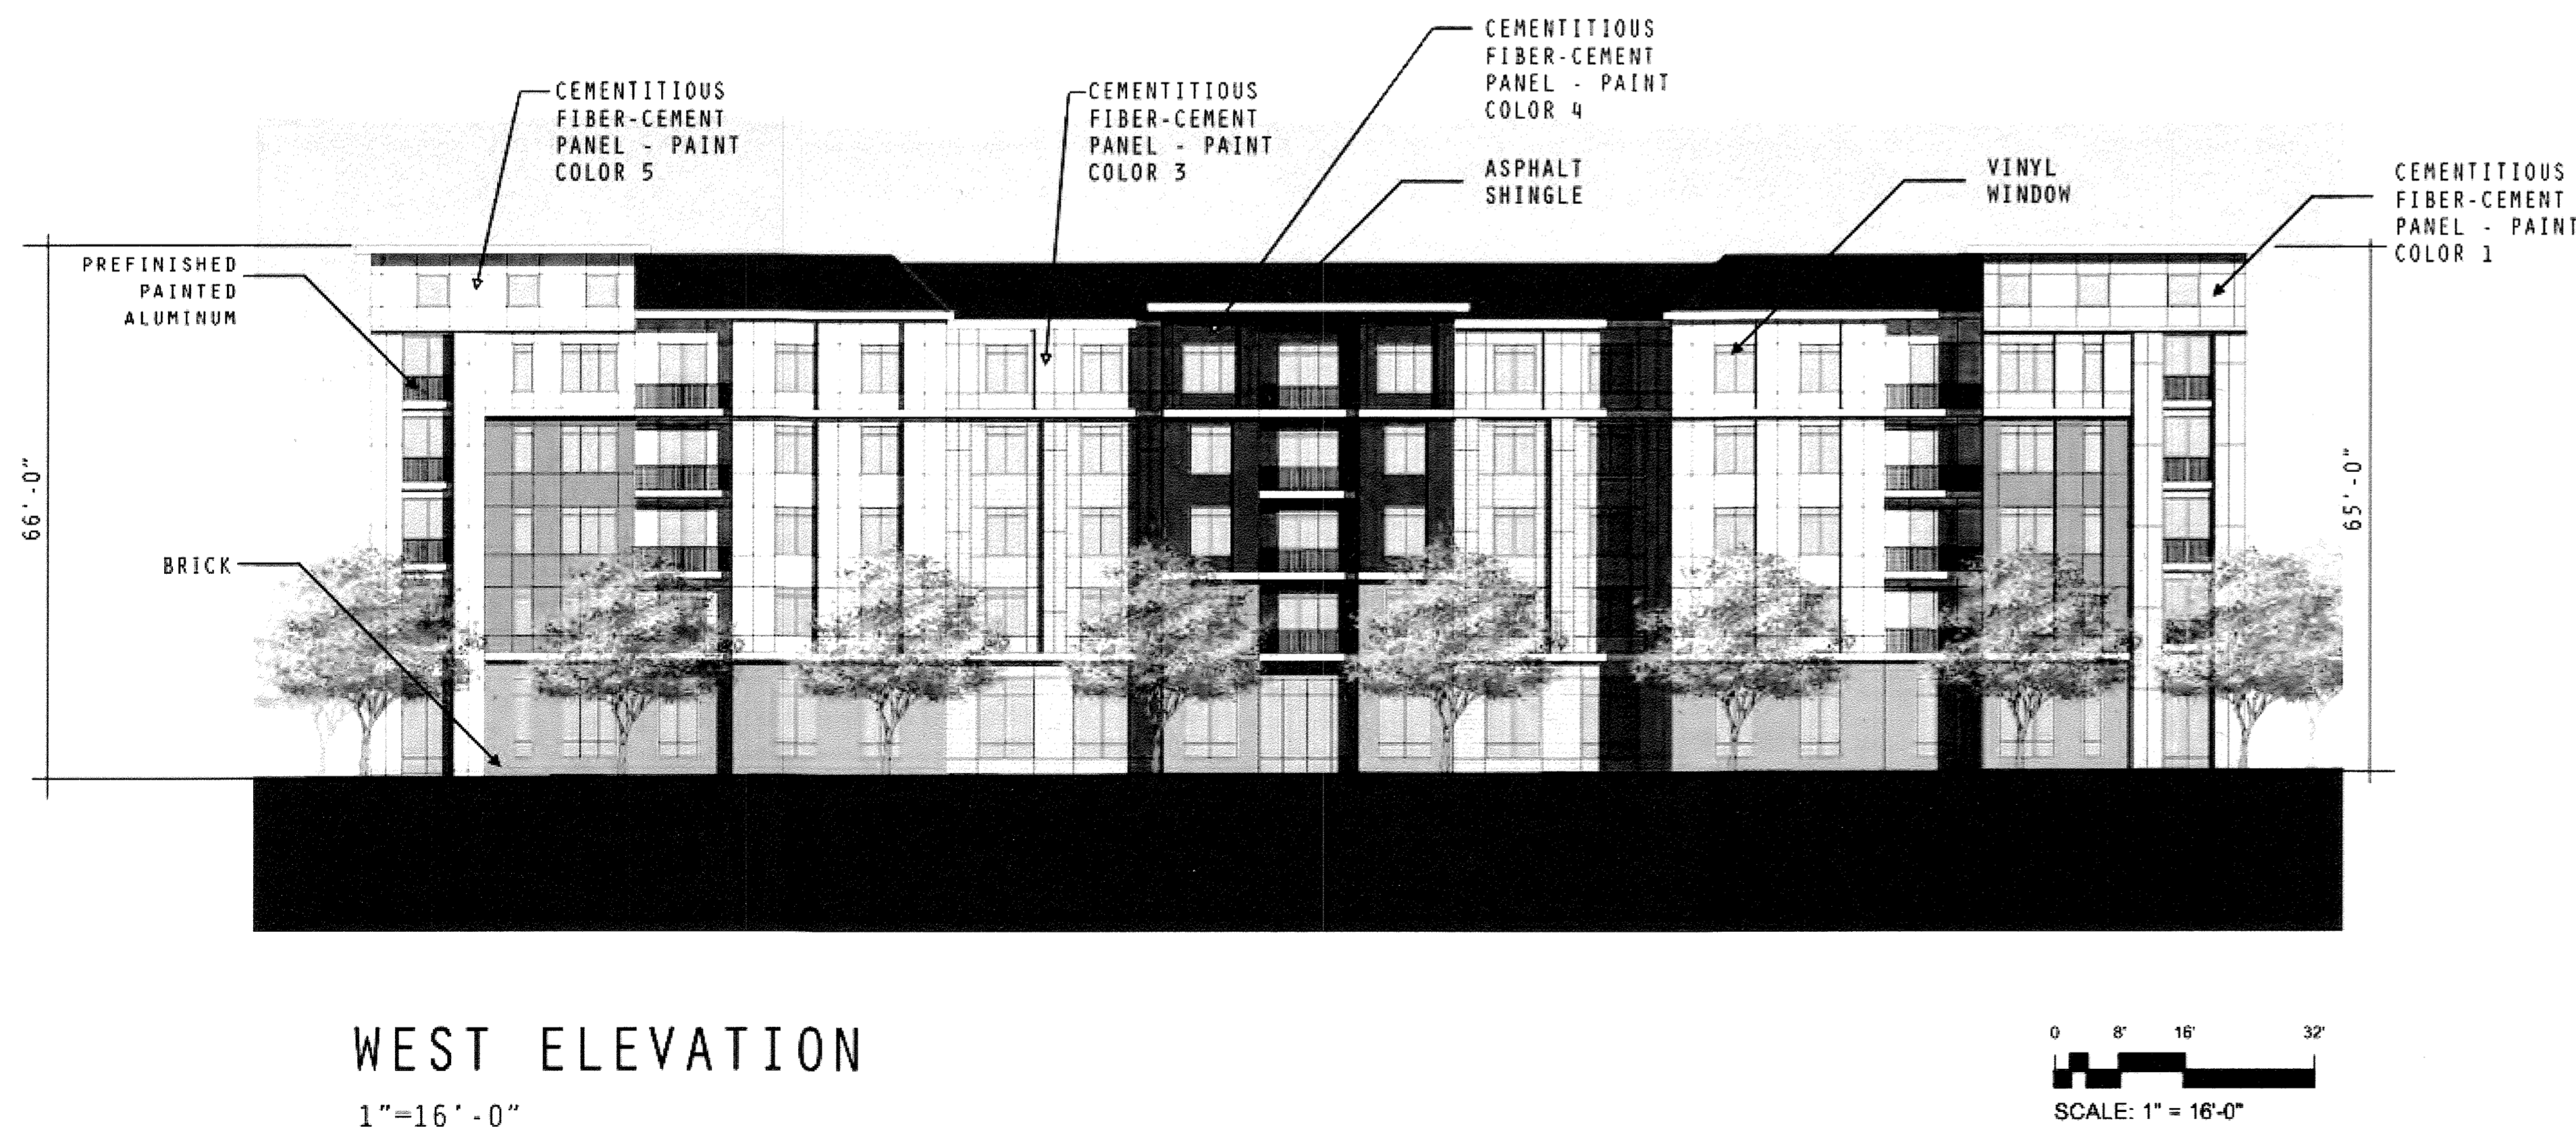 CEMENTITIOUS
FIBER-CEMENT
PANEL - PAINT
COLOR 4
CEMENTITIOUS
FIBER-CEMENT
PANEL - PAINT
COLOR 5
CEMENTITIOUS
FIBER-CEMENT
PANEL - PAINT
COLOR 3
ASPHALT
SHINGLE
VINYL
WINDOW
CEMENTITIOUS
FIBER-CEMENT
PANEL - PAINT
COLOR 1
PREFINISHED
PAINTED
ALUMINUM
66'-0"
65'-0"
BRICK
WEST ELEVATION
1"=16'-0"
0 8' 16' 32'
SCALE: 1" = 16'-0"